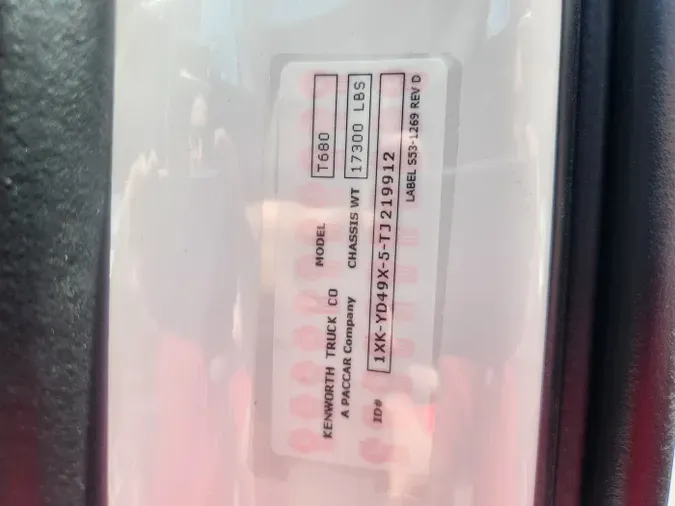 KENWORTH TRUCK CO MODEL T680
A PACCAR Company CHASSIS WT 17300 LBS
ID# 1XK-YD49X-5-TJ219912
LABEL S53-1269 REV D